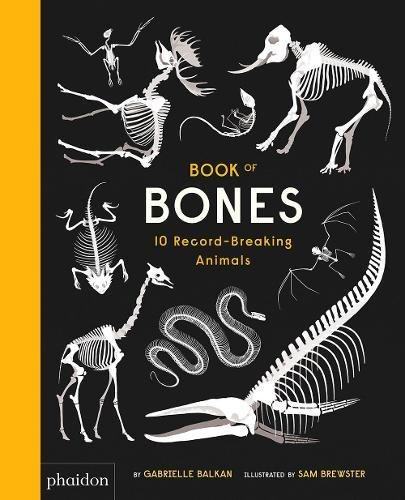 BOOK OF
BONES
10 Record-Breaking
Animals
phaidon
BY GABRIELLE BALKAN ILLUSTRATED BY SAM BREWSTER